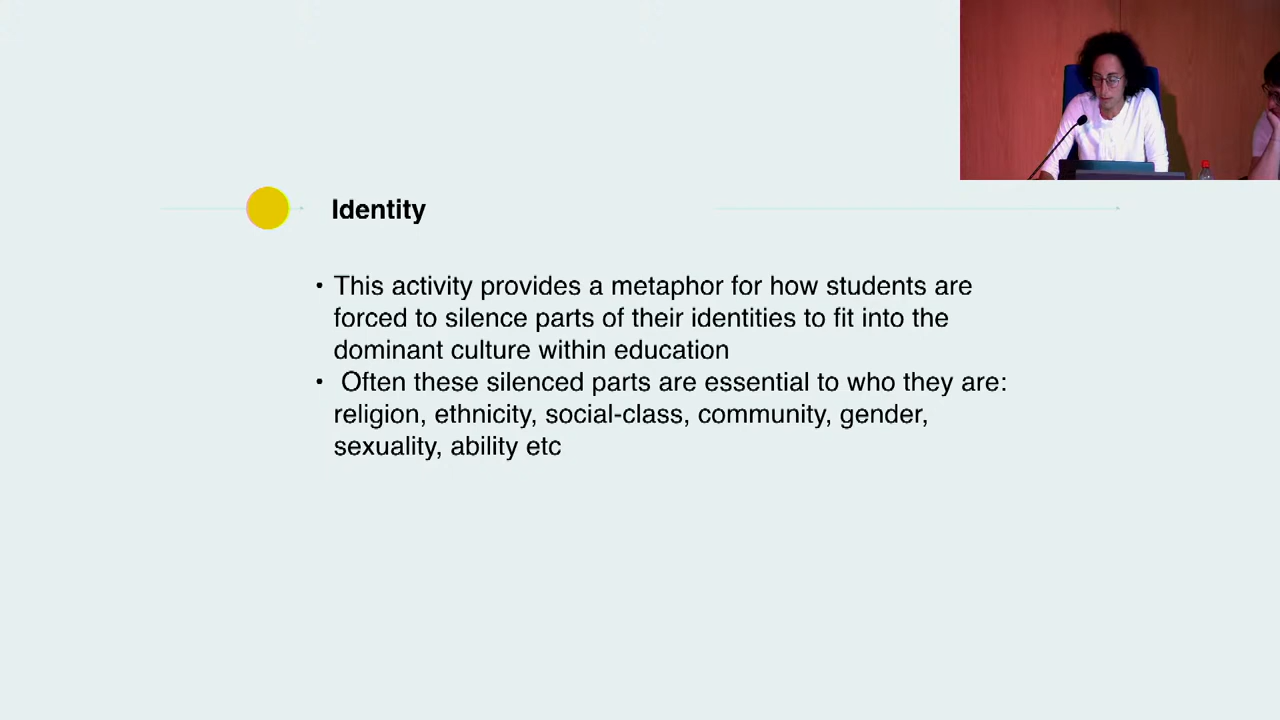 Identity
• This activity provides a metaphor for how students are
forced to silence parts of their identities to fit into the
dominant culture within education
• Often these silenced parts are essential to who they are:
religion, ethnicity, social-class, community, gender,
sexuality, ability etc